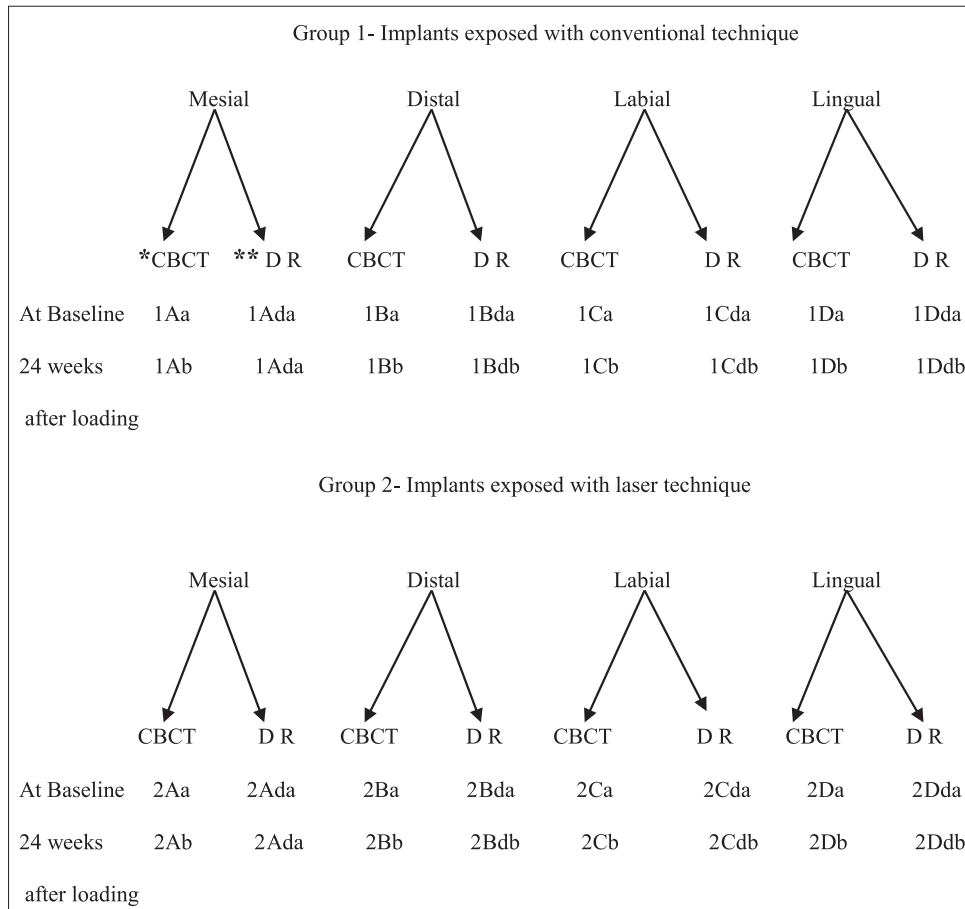 Group 1- Implants exposed with conventional technique
Mesial Distal Labial Lingual
*CBCT ** D R CBCT D R CBCT D R CBCT D R
At Baseline 1Aa 1Ada 1Ba 1Bda 1Ca 1Cda 1Da 1Dda
24 weeks 1Ab 1Ada 1Bb 1Bdb 1Cb 1Cdb 1Db 1Ddb
after loading
Group 2- Implants exposed with laser technique
Mesial Distal Labial Lingual
CBCT D R CBCT D R CBCT D R CBCT D R
At Baseline 2Aa 2Ada 2Ba 2Bda 2Ca 2Cda 2Da 2Dda
24 weeks 2Ab 2Ada 2Bb 2Bdb 2Cb 2Cdb 2Db 2Ddb
after loading